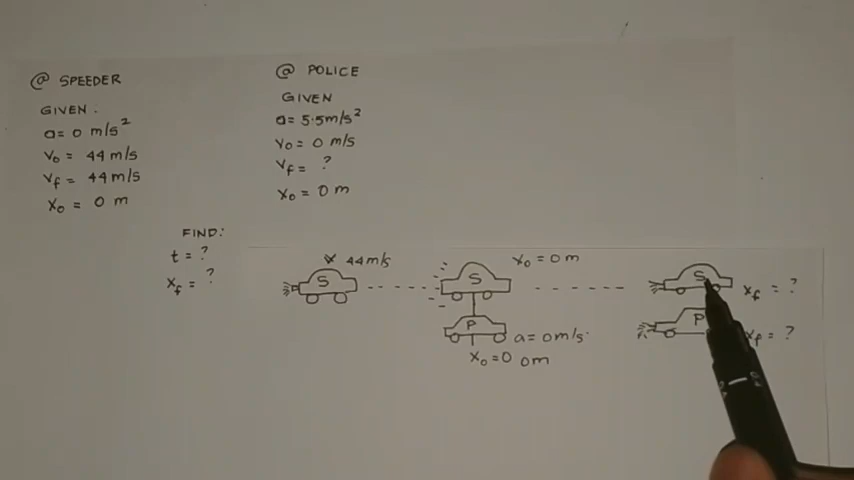 @ SPEEDER
GIVEN:
a = 0 m/s²
V₀ = 44 m/s
Vf = 44 m/s
X₀ = 0 m
@ POLICE
GIVEN
a = 5.5 m/s²
V₀ = 0 m/s
Vf = ?
X₀ = 0 m
FIND:
t = ?
Xf = ?
44 m/s
X₀ = 0 m
S
S
S
Xf = ?
P
a = 0 m/s
P
Xf = ?
X₀ = 0 0m